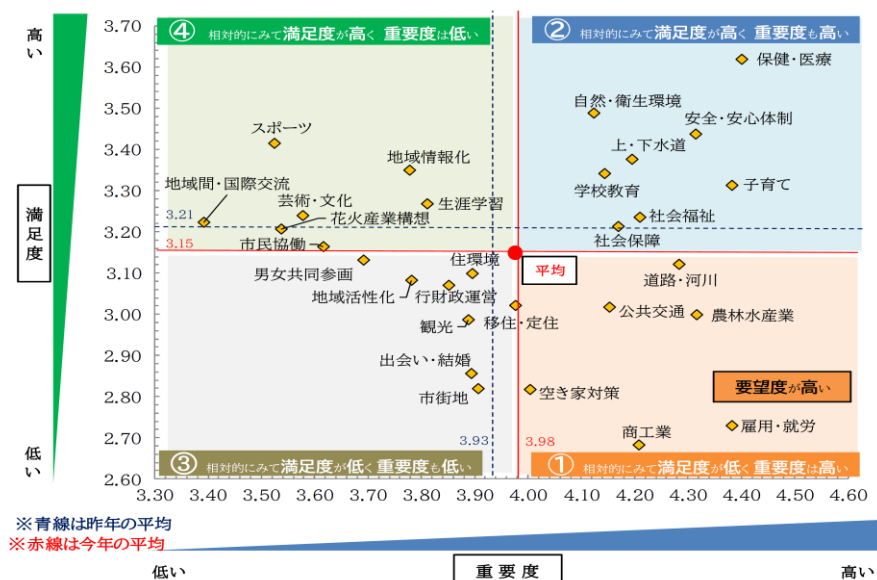 高い
満足度
低い
3.70
3.60
3.50
3.40
3.30
3.20
3.10
3.00
2.90
2.80
2.70
2.60
④ 相対的にみて満足度が高く 重要度は低い
② 相対的にみて満足度が高く 重要度も高い
保健・医療
自然・衛生環境
安全・安心体制
スポーツ
上・下水道
地域情報化
学校教育
子育て
地域間・国際交流
芸術・文化
生涯学習
3.21
花火産業構想
社会福祉
市民協働
社会保障
3.15
住環境
平均
男女共同参画
道路・河川
地域活性化
行財政運営
観光
移住・定住
公共交通
農林水産業
出会い・結婚
市街地
空き家対策
要望度が高い
3.93
3.98
商工業
雇用・就労
③ 相対的にみて満足度が低く 重要度も低い
① 相対的にみて満足度が低く 重要度は高い
3.30 3.40 3.50 3.60 3.70 3.80 3.90 4.00 4.10 4.20 4.30 4.40 4.50 4.60
※青線は昨年の平均
※赤線は今年の平均
低い
重要度
高い